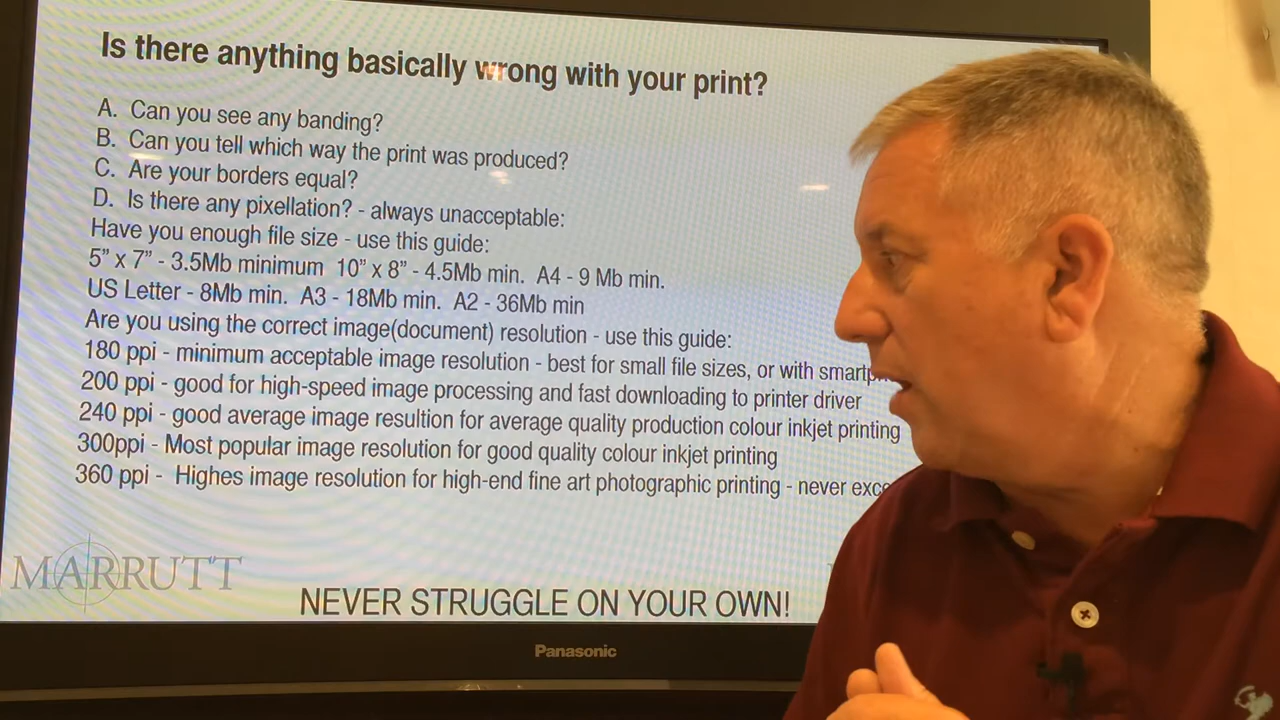 Is there anything basically wrong with your print?
A. Can you see any banding?
B. Can you tell which way the print was produced?
C. Are your borders equal?
D. Is there any pixellation? - always unacceptable:
Have you enough file size - use this guide:
5" x 7" - 3.5Mb minimum 10" x 8" - 4.5Mb min. A4 - 9 Mb min.
US Letter - 8Mb min. A3 - 18Mb min. A2 - 36Mb min
Are you using the correct image(document) resolution - use this guide:
180 ppi - minimum acceptable image resolution - best for small file sizes, or with
200 ppi - good for high-speed image processing and fast downloading to printer driver
240 ppi - good average image resultion for average quality production colour inkjet printing
300ppi - Most popular image resolution for good quality colour inkjet printing
360 ppi - Highes image resolution for high-end fine art photographic printing - never
MARRUTT
NEVER STRUGGLE ON YOUR OWN!
Panasonic